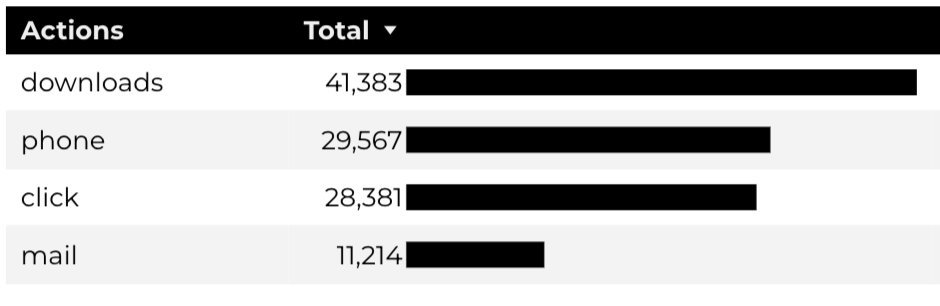 Actions Total ▼
downloads 41,383
phone 29,567
click 28,381
mail 11,214